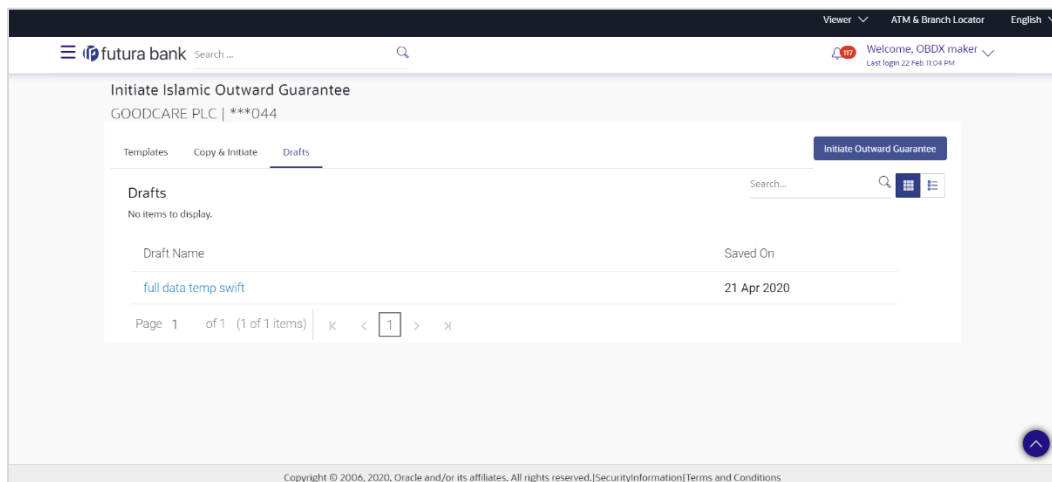 Viewer ATM & Branch Locator English
futura bank Search ... 117 Welcome, OBDX maker
Last login 22 Feb 11:04 PM
Initiate Islamic Outward Guarantee
GOODCARE PLC | ***044
Templates Copy & Initiate Drafts Initiate Outward Guarantee
Drafts Search...
No items to display.
Draft Name Saved On
full data temp swift 21 Apr 2020
Page 1 of 1 (1 of 1 items) 1
Copyright © 2006, 2020, Oracle and/or its affiliates. All rights reserved.|SecurityInformation|Terms and Conditions